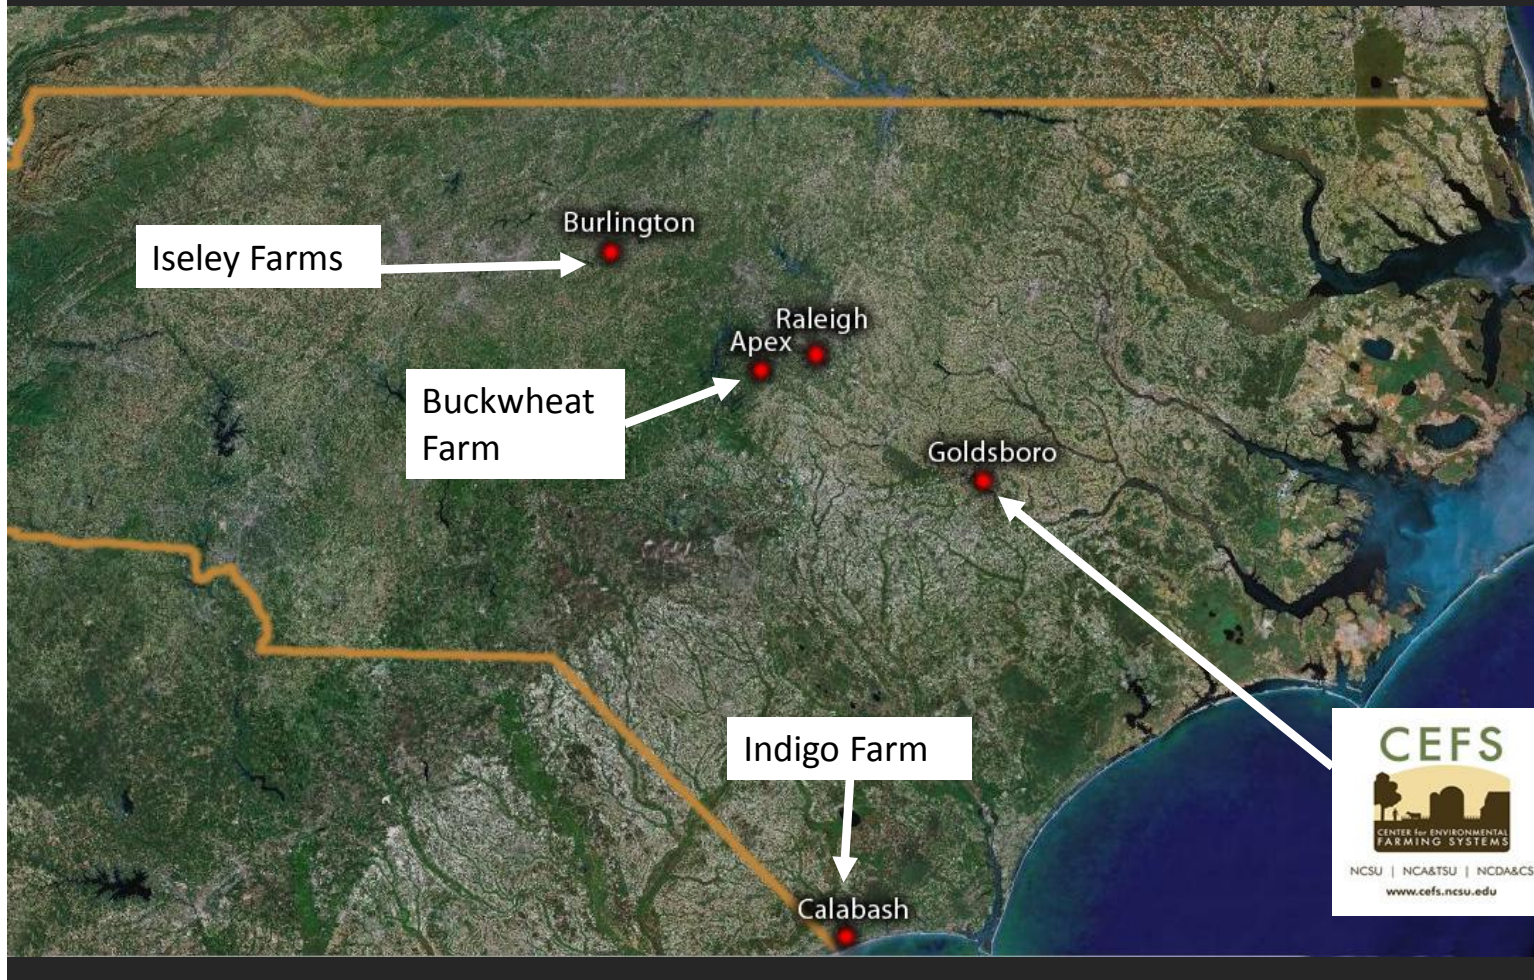 Burlington
Iseley Farms
Raleigh
Apex
Buckwheat
Farm
Goldsboro
Indigo Farm
CEFS
CENTER for ENVIRONMENTAL
FARMING SYSTEMS
NCSU | NCA&TSU | NCDA&CS
www.cefs.ncsu.edu
Calabash